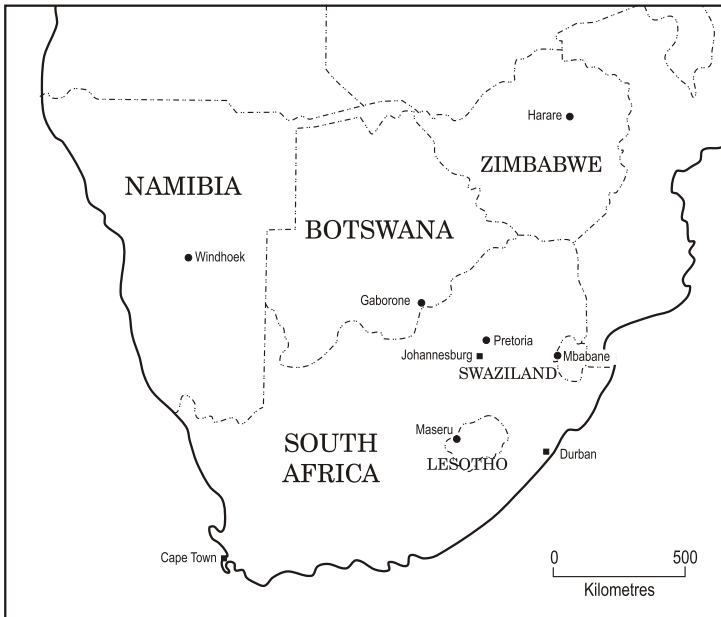 Harare
ZIMBABWE
NAMIBIA
BOTSWANA
Windhoek
Gaborone
Pretoria
Johannesburg
Mbabane
SWAZILAND
Maseru
SOUTH
AFRICA
LESOTHO
Durban
Cape Town
0 500
Kilometres